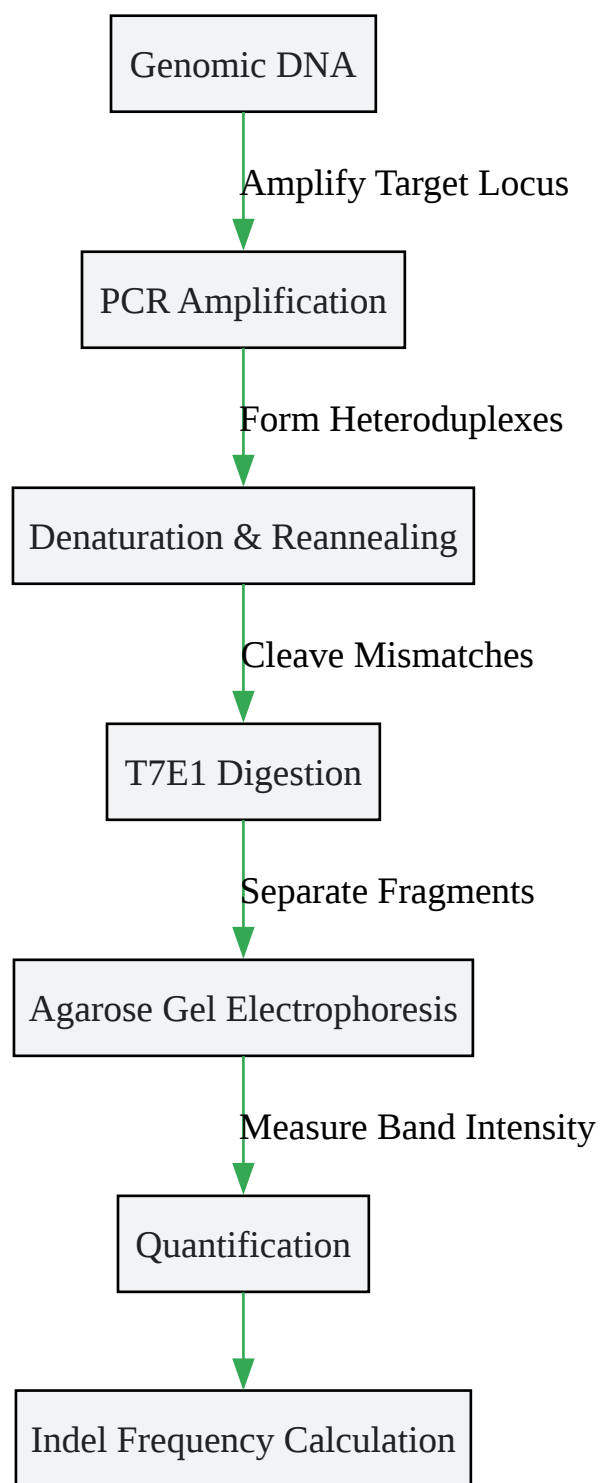 Genomic DNA
Amplify Target Locus
PCR Amplification
Form Heteroduplexes
Denaturation & Reannealing
Cleave Mismatches
T7E1 Digestion
Separate Fragments
Agarose Gel Electrophoresis
Measure Band Intensity
Quantification
Indel Frequency Calculation